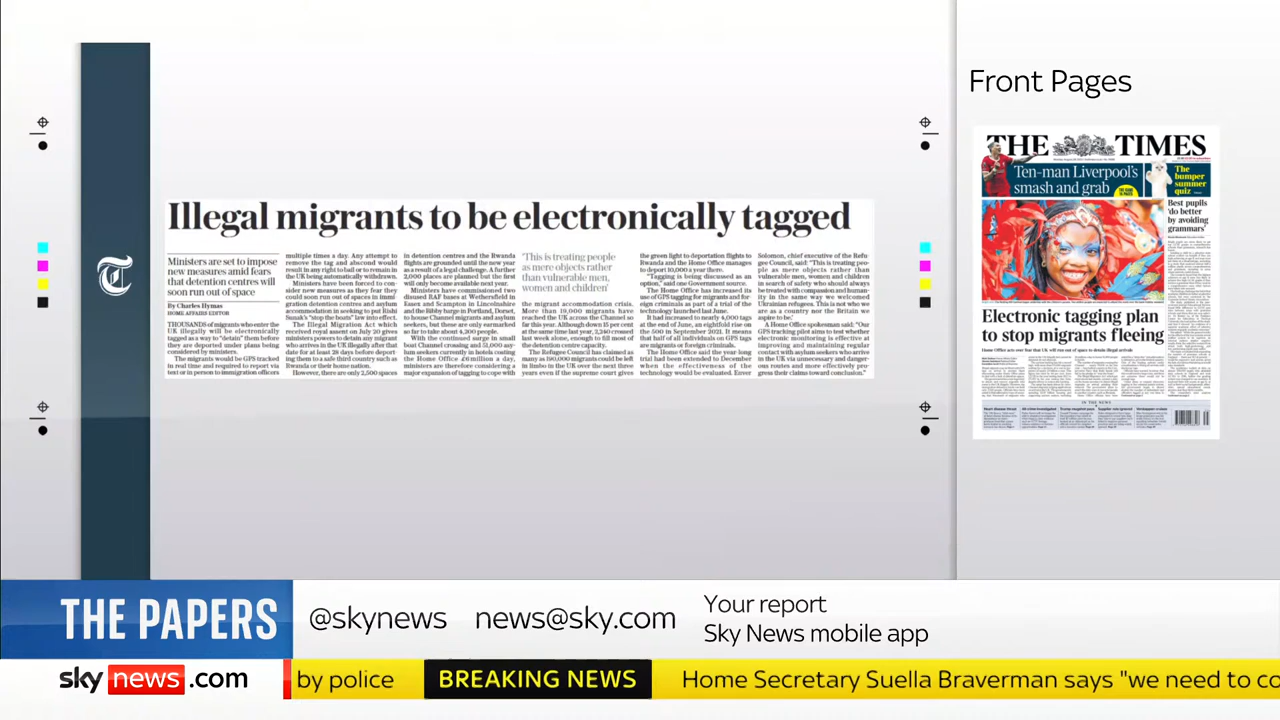 Front Pages
THE TIMES
Ten-man Liverpool's
smash and grab
The
bumper
summer
quiz
Best pupils
'do better
by avoiding
grammars'
Electronic tagging plan
to stop migrants fleeing
Home Office acts over fear that UK will run out of space to detain illegal arrivals
IN THE NEWS
T
Illegal migrants to be electronically tagged
Ministers are set to impose
new measures amid fears
that detention centres will
soon run out of space
By Charles Hymas
HOME AFFAIRS EDITOR
THOUSANDS of migrants who enter the
UK illegally will be electronically
tagged as a way to "detain" them before
they are deported under plans being
considered by ministers.
The migrants would be GPS tracked
in real time and required to report via
text or in person to immigration officers
multiple times a day. Any attempt to
remove the tag and abscond would
result in any right to bail or to remain in
the UK being automatically withdrawn.
Ministers have been forced to con-
sider new measures as they fear they
could soon run out of spaces in immi-
gration detention centres and asylum
accommodation in seeking to put Rishi
Sunak's "stop the boats" law into effect.
The Illegal Migration Act which
received royal assent on July 20 gives
ministers powers to detain any migrant
who arrives in the UK illegally after that
date for at least 28 days before deport-
ing them to a safe third country such as
Rwanda or their home nation.
However, there are only 2,500 spaces
in detention centres and the Rwanda
flights are grounded until the new year
as a result of a legal challenge. A further
2,000 places are planned but the first
will only become available next year.
Ministers have commissioned two
disused RAF bases at Wethersfield in
Essex and Scampton in Lincolnshire,
and the Bibby barge in Portland, Dorset,
to house Channel migrants and asylum
seekers, but these are only earmarked
so far to take about 4,200 people.
With the continued surge in small
boat Channel crossings and 50,000 asy-
lum seekers currently in hotels costing
the Home Office £6 million a day,
ministers are therefore considering a
major expansion of tagging to cope with
'This is treating people
as mere objects rather
than vulnerable men,
women and children'
the migrant accommodation crisis.
More than 19,000 migrants have
reached the UK across the Channel so
far this year. Although down 15 per cent
at the same time last year, 2,240 crossed
last week alone, enough to fill most of
the detention centre capacity.
The Refugee Council has claimed as
many as 190,000 migrants could be left
in limbo in the UK over the next three
years even if the supreme court gives
the green light to deportation flights to
Rwanda and the Home Office manages
to deport 10,000 a year there.
"Tagging is being discussed as an
option," said one Government source.
The Home Office has increased its
use of GPS tagging for migrants and for-
eign criminals as part of a trial of the
technology launched last June.
It had increased to nearly 4,000 tags
at the end of June, an eightfold rise on
the 500 in September 2021. It means
that half of all individuals on GPS tags
are migrants or foreign criminals.
The Home Office said the year long
trial had been extended to December
when the effectiveness of the
technology would be evaluated. Enver
Solomon, chief executive of the Refu-
gee Council, said: "This is treating peo-
ple as mere objects rather than
vulnerable men, women and children
in search of safety who should always
be treated with compassion and human-
ity in the same way we welcomed
Ukrainian refugees. This is not who we
are as a country nor the Britain we
aspire to be."
A Home Office spokesman said: "Our
GPS tracking pilot aims to test whether
electronic monitoring is effective at
improving and maintaining regular
contact with asylum seekers who arrive
in the UK via unnecessary and danger-
ous routes and more effectively pro-
gress their claims toward conclusion."
THE PAPERS
@skynews news@sky.com
Your report
Sky News mobile app
sky news .com
by police BREAKING NEWS Home Secretary Suella Braverman says "we need to co